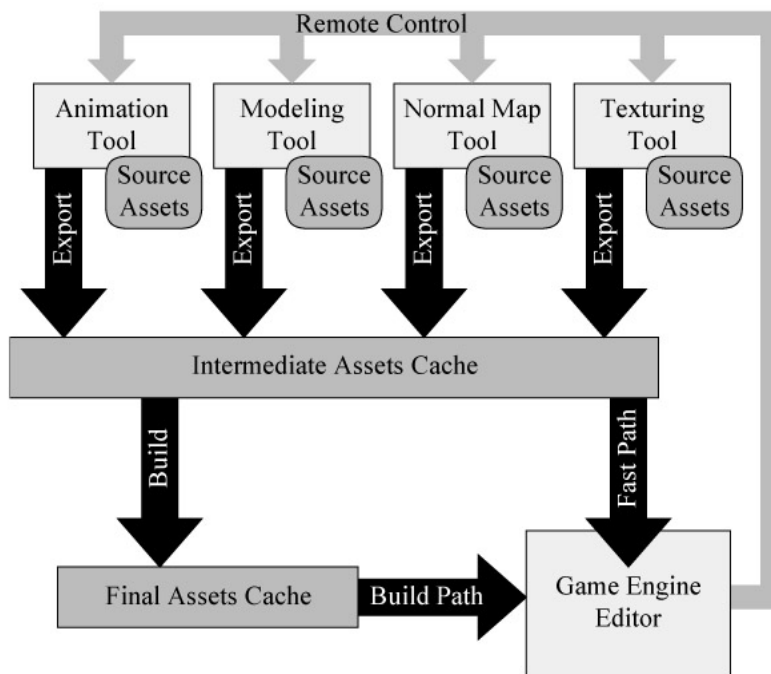 Remote Control
Animation
Tool
Modeling
Tool
Normal Map
Tool
Texturing
Tool
Source
Assets
Source
Assets
Source
Assets
Source
Assets
Export
Export
Export
Export
Intermediate Assets Cache
Build
Fast Path
Final Assets Cache
Build Path
Game Engine
Editor